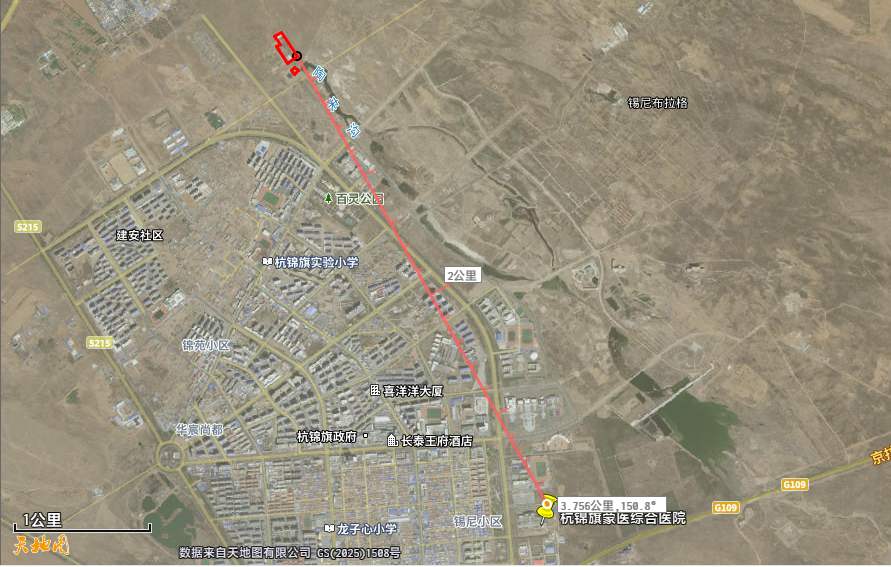 陶
赖
河
锡尼布拉格
百灵公园
S215
建安社区
杭锦旗实验小学
2公里
S215
锦苑小区
喜洋洋大厦
华宸尚都
杭锦旗政府
长泰王府酒店
G109
G109
3.756公里,150.8°
杭锦旗蒙医综合医院
1公里
锡尼小区
龙子心小学
天地图
数据来自天地图有限公司 GS(2025)1508号